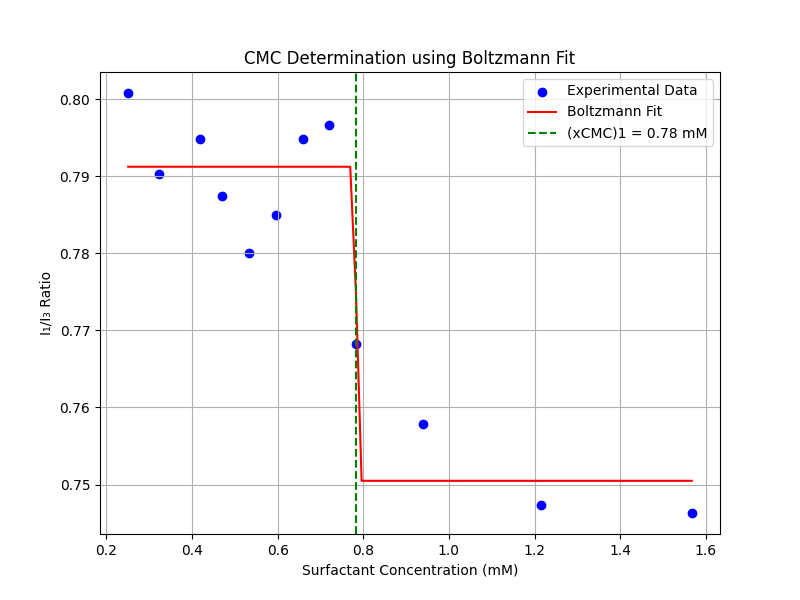 CMC Determination using Boltzmann Fit
Experimental Data
Boltzmann Fit
(xCMC)1 = 0.78 mM
I₁/I₃ Ratio
0.80
0.79
0.78
0.77
0.76
0.75
0.2 0.4 0.6 0.8 1.0 1.2 1.4 1.6
Surfactant Concentration (mM)